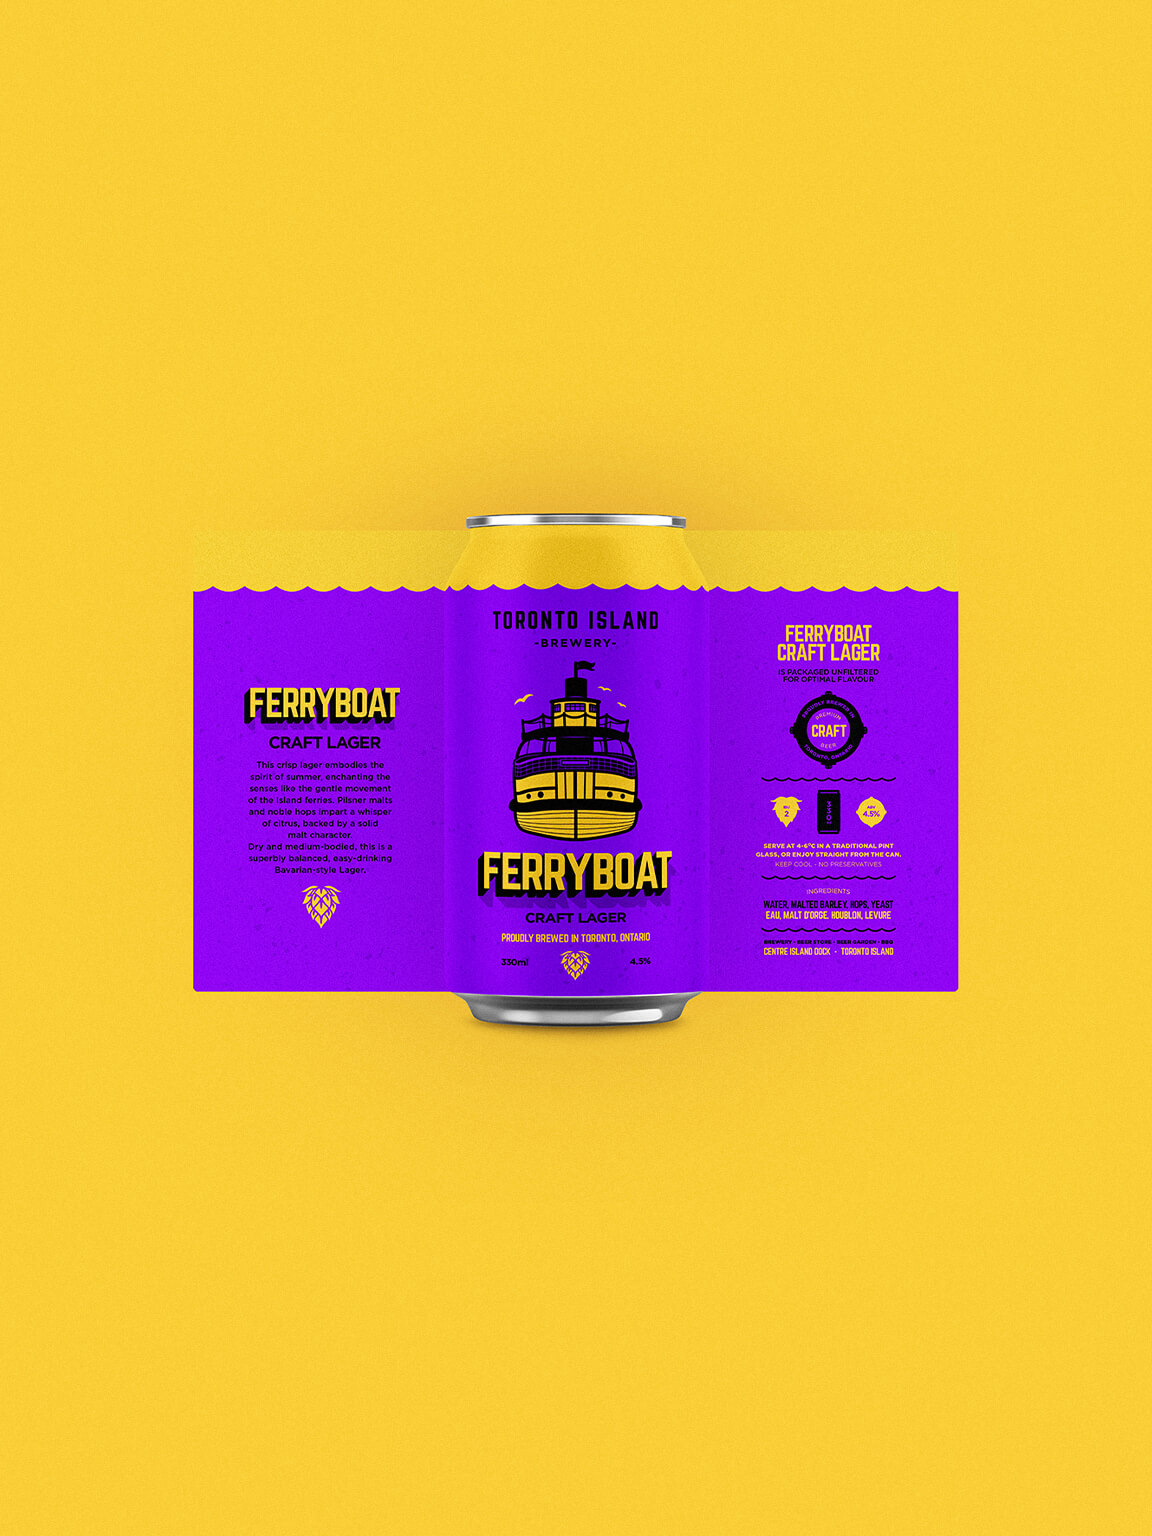 FERRYBOAT
CRAFT LAGER
This crisp lager embodies the
spirit of summer, enchanting the
senses like the gentle movement
of the Island ferries. Pilsner malts
and noble hops impart a whisper
of citrus, backed by a solid
malt character.
Dry and medium-bodied, this is a
superbly balanced, easy-drinking
Bavarian-style Lager.
TORONTO ISLAND
-BREWERY-
FERRYBOAT
CRAFT LAGER
PROUDLY BREWED IN TORONTO, ONTARIO
330ml
4.5%
FERRYBOAT
CRAFT LAGER
IS PACKAGED UNFILTERED
FOR OPTIMAL FLAVOUR
PROUDLY BREWED IN
PREMIUM
CRAFT
BEER
TORONTO, ONTARIO
IBU
2
ABV
4.5%
SERVE AT 4-6°C IN A TRADITIONAL PINT
GLASS, OR ENJOY STRAIGHT FROM THE CAN.
KEEP COOL - NO PRESERVATIVES
INGREDIENTS
WATER, MALTED BARLEY, HOPS, YEAST
EAU, MALT D'ORGE, HOUBLON, LEVURE
BREWERY - BEER STORE - BEER GARDEN - BBQ
CENTRE ISLAND DOCK - TORONTO ISLAND